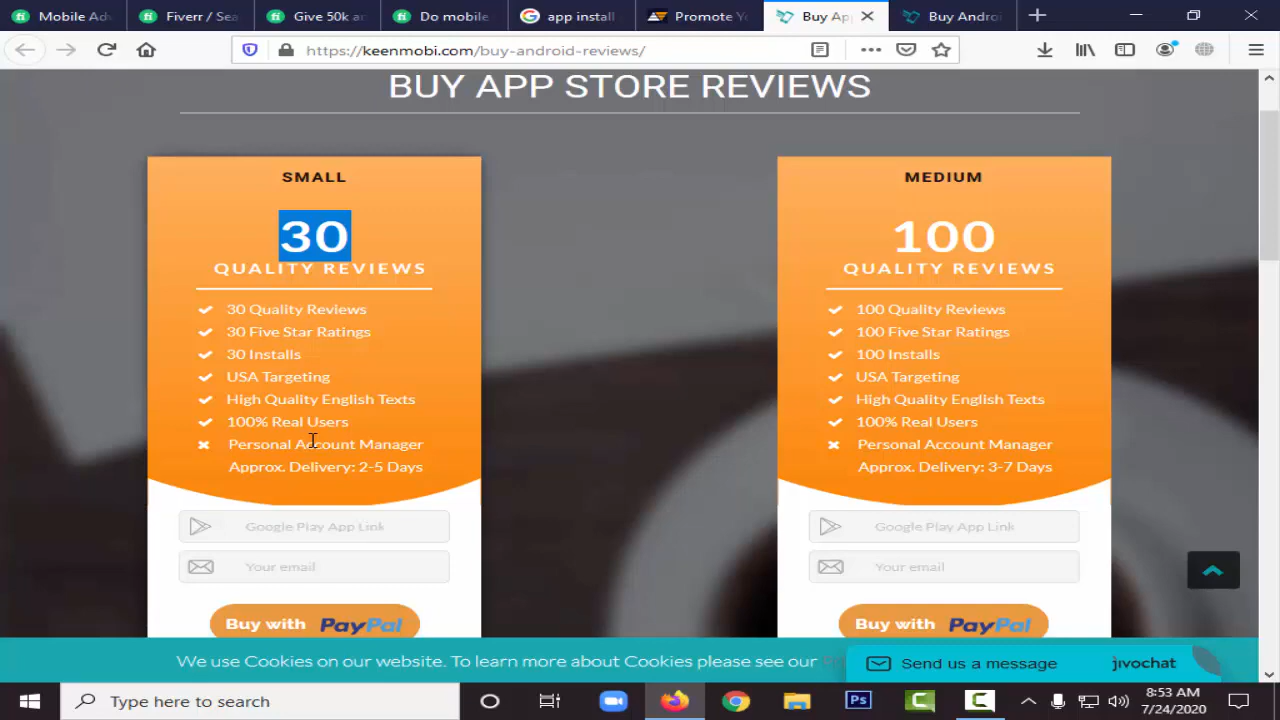 Mobile Adv
Fiverr / Sea
Give 50k an
Do mobile
app install
Promote Yo
Buy App
Buy Androi
https://keenmobi.com/buy-android-reviews/
BUY APP STORE REVIEWS
SMALL
30
QUALITY REVIEWS
30 Quality Reviews
30 Five Star Ratings
30 Installs
USA Targeting
High Quality English Texts
100% Real Users
Personal Account Manager
Approx. Delivery: 2-5 Days
Google Play App Link
Your email
Buy with PayPal
MEDIUM
100
QUALITY REVIEWS
100 Quality Reviews
100 Five Star Ratings
100 Installs
USA Targeting
High Quality English Texts
100% Real Users
Personal Account Manager
Approx. Delivery: 3-7 Days
Google Play App Link
Your email
Buy with PayPal
We use Cookies on our website. To learn more about Cookies please see our
Send us a message jivochat
Type here to search
Ps
8:53 AM
7/24/2020